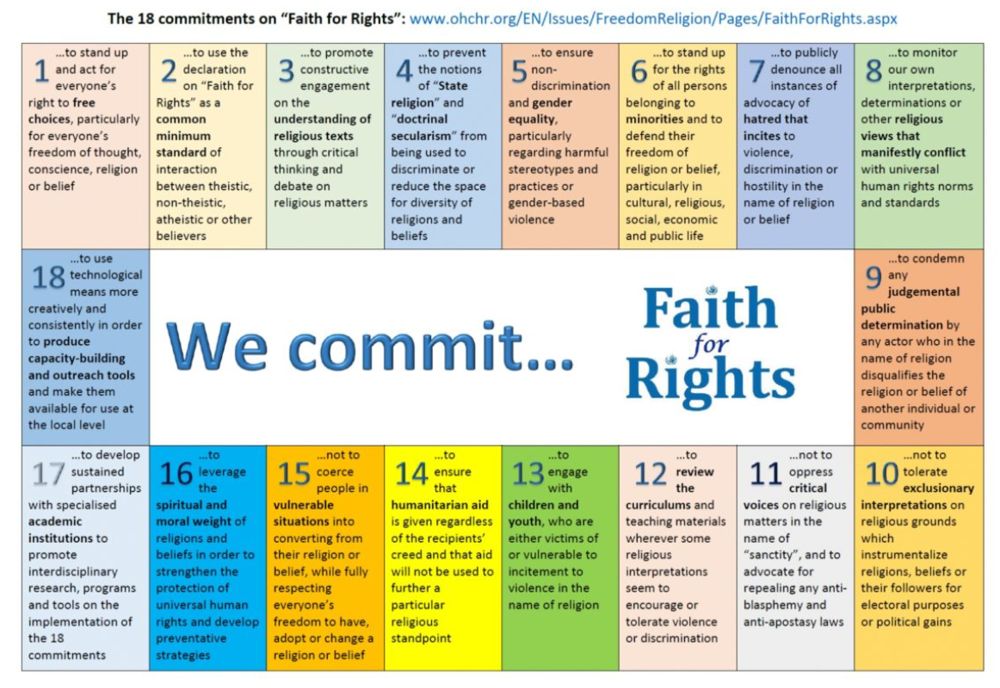 The 18 commitments on “Faith for Rights”: www.ohchr.org/EN/Issues/FreedomReligion/Pages/FaithForRights.aspx
1 ...to stand up
and act for
everyone’s
right to free
choices, particularly
for everyone’s
freedom of thought,
conscience, religion
or belief
2 ...to use the
declaration
on “Faith for
Rights” as a
common
minimum
standard of
interaction
between theistic,
non-theistic,
atheistic or other
believers
3 ...to promote
constructive
engagement
on the
understanding of
religious texts
through critical
thinking and
debate on
religious matters
4 ...to prevent
the notions
of “State
religion” and
“doctrinal
secularism” from
being used to
discriminate or
reduce the space
for diversity of
religions and
beliefs
5 ...to ensure
non-
discrimination
and gender
equality,
particularly
regarding harmful
stereotypes and
practices or
gender-based
violence
6 ...to stand up
for the rights
of all persons
belonging to
minorities and to
defend their
freedom of
religion or belief,
particularly in
cultural, religious,
social, economic
and public life
7 ...to publicly
denounce all
instances of
advocacy of
hatred that
incites to
violence,
discrimination or
hostility in the
name of religion
or belief
8 ...to monitor
our own
interpretations,
determinations or
other religious
views that
manifestly conflict
with universal
human rights norms
and standards
18 ...to use
technological
means more
creatively and
consistently in order
to produce
capacity-building
and outreach tools
and make them
available for use at
the local level
We commit...
Faith
for
Rights
9 ...to condemn
any
judgemental
public
determination by
any actor who in the
name of religion
disqualifies the
religion or belief of
another individual or
community
17 ...to develop
sustained
partnerships
with specialised
academic
institutions to
promote
interdisciplinary
research, programs
and tools on the
implementation of
the 18
commitments
16 ...to
leverage
the
spiritual and
moral weight of
religions and
beliefs in order to
strengthen the
protection of
universal human
rights and develop
preventative
strategies
15 ...not to
coerce
people in
vulnerable
situations into
converting from
their religion or
belief, while fully
respecting
everyone’s
freedom to have,
adopt or change a
religion or belief
14 ...to
ensure
that
humanitarian aid
is given regardless
of the recipients’
creed and that aid
will not be used to
further a
particular
religious
standpoint
13 ...to
engage
with
children and
youth, who are
either victims of
or vulnerable to
incitement to
violence in the
name of religion
12 ...to
review
the
curriculums and
teaching materials
wherever some
religious
interpretations
seem to
encourage or
tolerate violence
or discrimination
11 ...not to
oppress
critical
voices on religious
matters in the
name of
“sanctity”, and to
advocate for
repealing any anti-
blasphemy and
anti-apostasy laws
10 ...not to
tolerate
exclusionary
interpretations on
religious grounds
which
instrumentalize
religions, beliefs or
their followers for
electoral purposes
or political gains